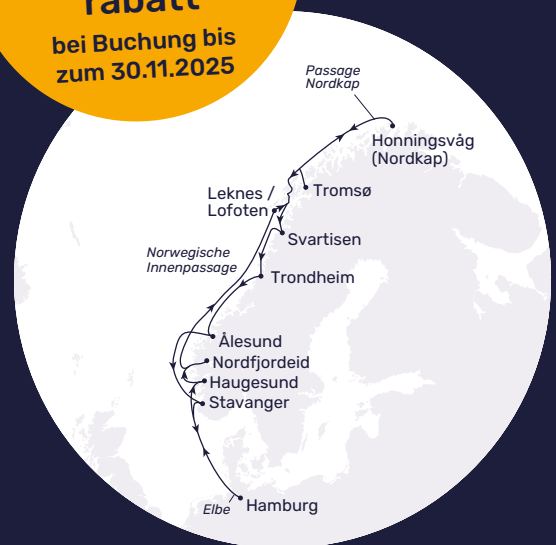 rabatt
bei Buchung bis
zum 30.11.2025
Passage
Nordkap
Honningsvåg
(Nordkap)
Leknes /
Lofoten
Tromsø
Svartisen
Norwegische
Innenpassage
Trondheim
Ålesund
Nordfjordeid
Haugesund
Stavanger
Elbe
Hamburg